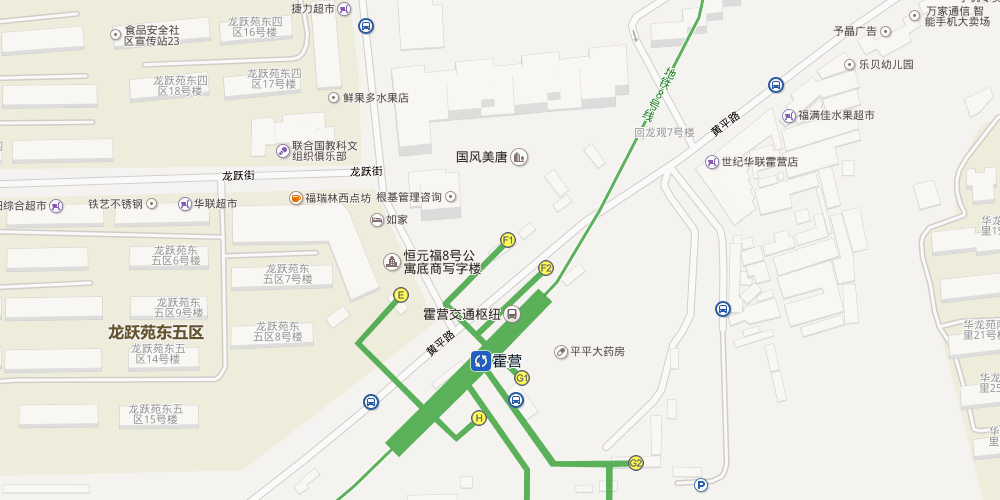 捷力超市
万家通信 智
能手机大卖场
龙跃苑东四
区16号楼
食品安全社
区宣传站23
予晶广告
乐贝幼儿园
地铁8号线
龙跃苑东四
区18号楼
龙跃苑东四
区17号楼
鲜果多水果店
福满佳水果超市
黄平路
回龙观7号楼
联合国教科文
组织俱乐部
国风美唐
世纪华联霍营店
龙跃街
龙跃街
综合超市
铁艺不锈钢
华联超市
福瑞林西点坊
根基管理咨询
如家
华龙苑
里15
F1
龙跃苑东
五区6号楼
恒元福8号公
寓底商写字楼
F2
龙跃苑东
五区7号楼
E
龙跃苑东
五区9号楼
霍营交通枢纽
龙跃苑东五区
龙跃苑东
五区8号楼
华龙苑南
里21号楼
黄平路
龙跃苑东五
区14号楼
平平大药房
霍营
G1
华龙
里25
龙跃苑东五
区15号楼
H
华
里
G2
P